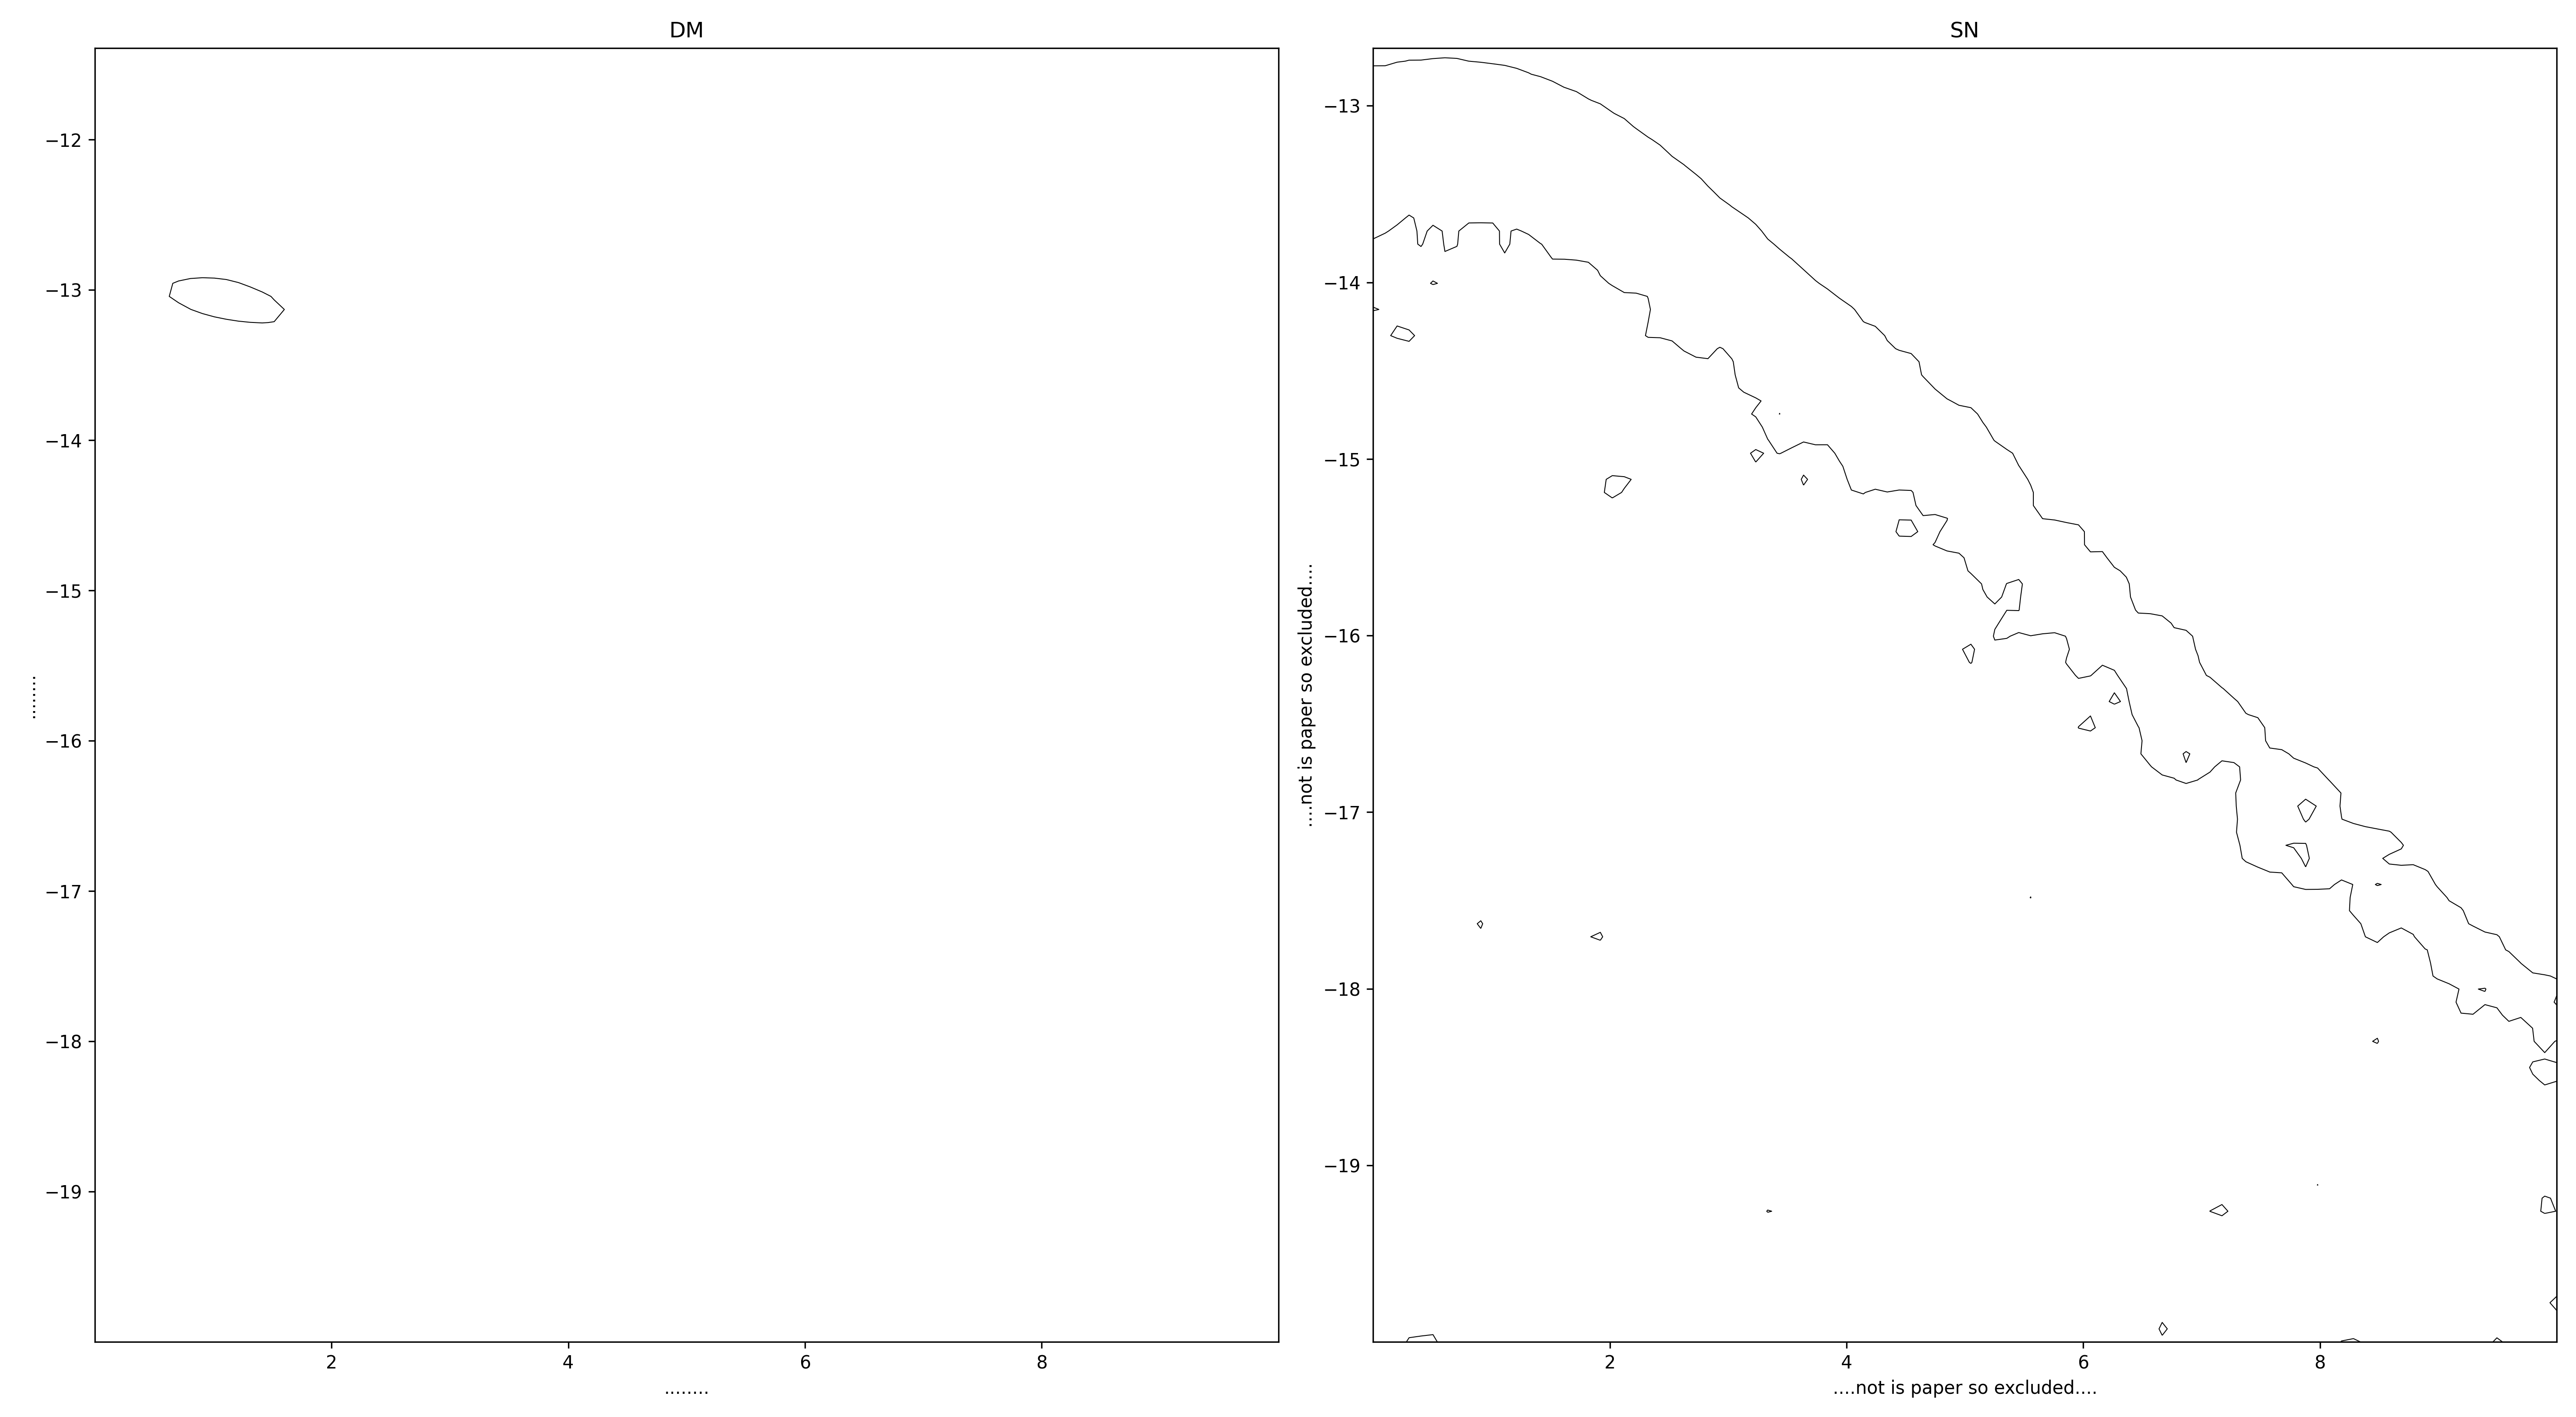 DM
−12
−13
−14
−15
−16
−17
−18
−19
2 4 6 8
........
.........
SN
−13
−14
−15
−16
−17
−18
−19
2 4 6 8
....not is paper so excluded....
....not is paper so excluded....